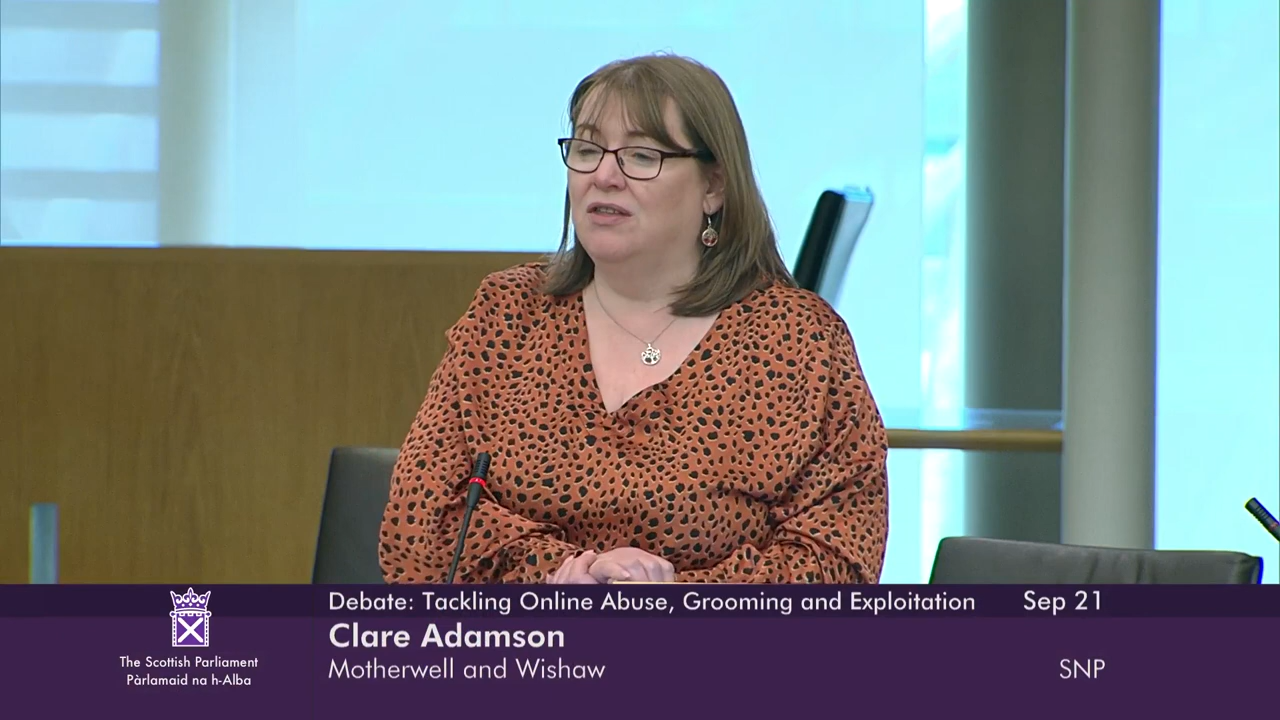 Debate: Tackling Online Abuse, Grooming and Exploitation Sep 21
Clare Adamson
Motherwell and Wishaw SNP
The Scottish Parliament
Pàrlamaid na h-Alba